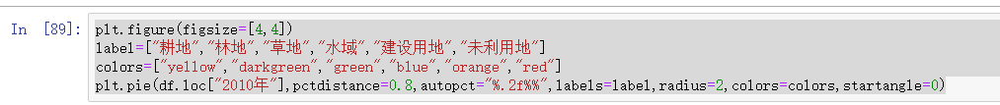 In [89]:
plt.figure(figsize=[4,4])
label=["耕地","林地","草地","水域","建设用地","未利用地"]
colors=["yellow","darkgreen","green","blue","orange","red"]
plt.pie(df.loc["2010年"],pctdistance=0.8,autopct="%.2f%%",labels=label,radius=2,colors=colors,startangle=0)